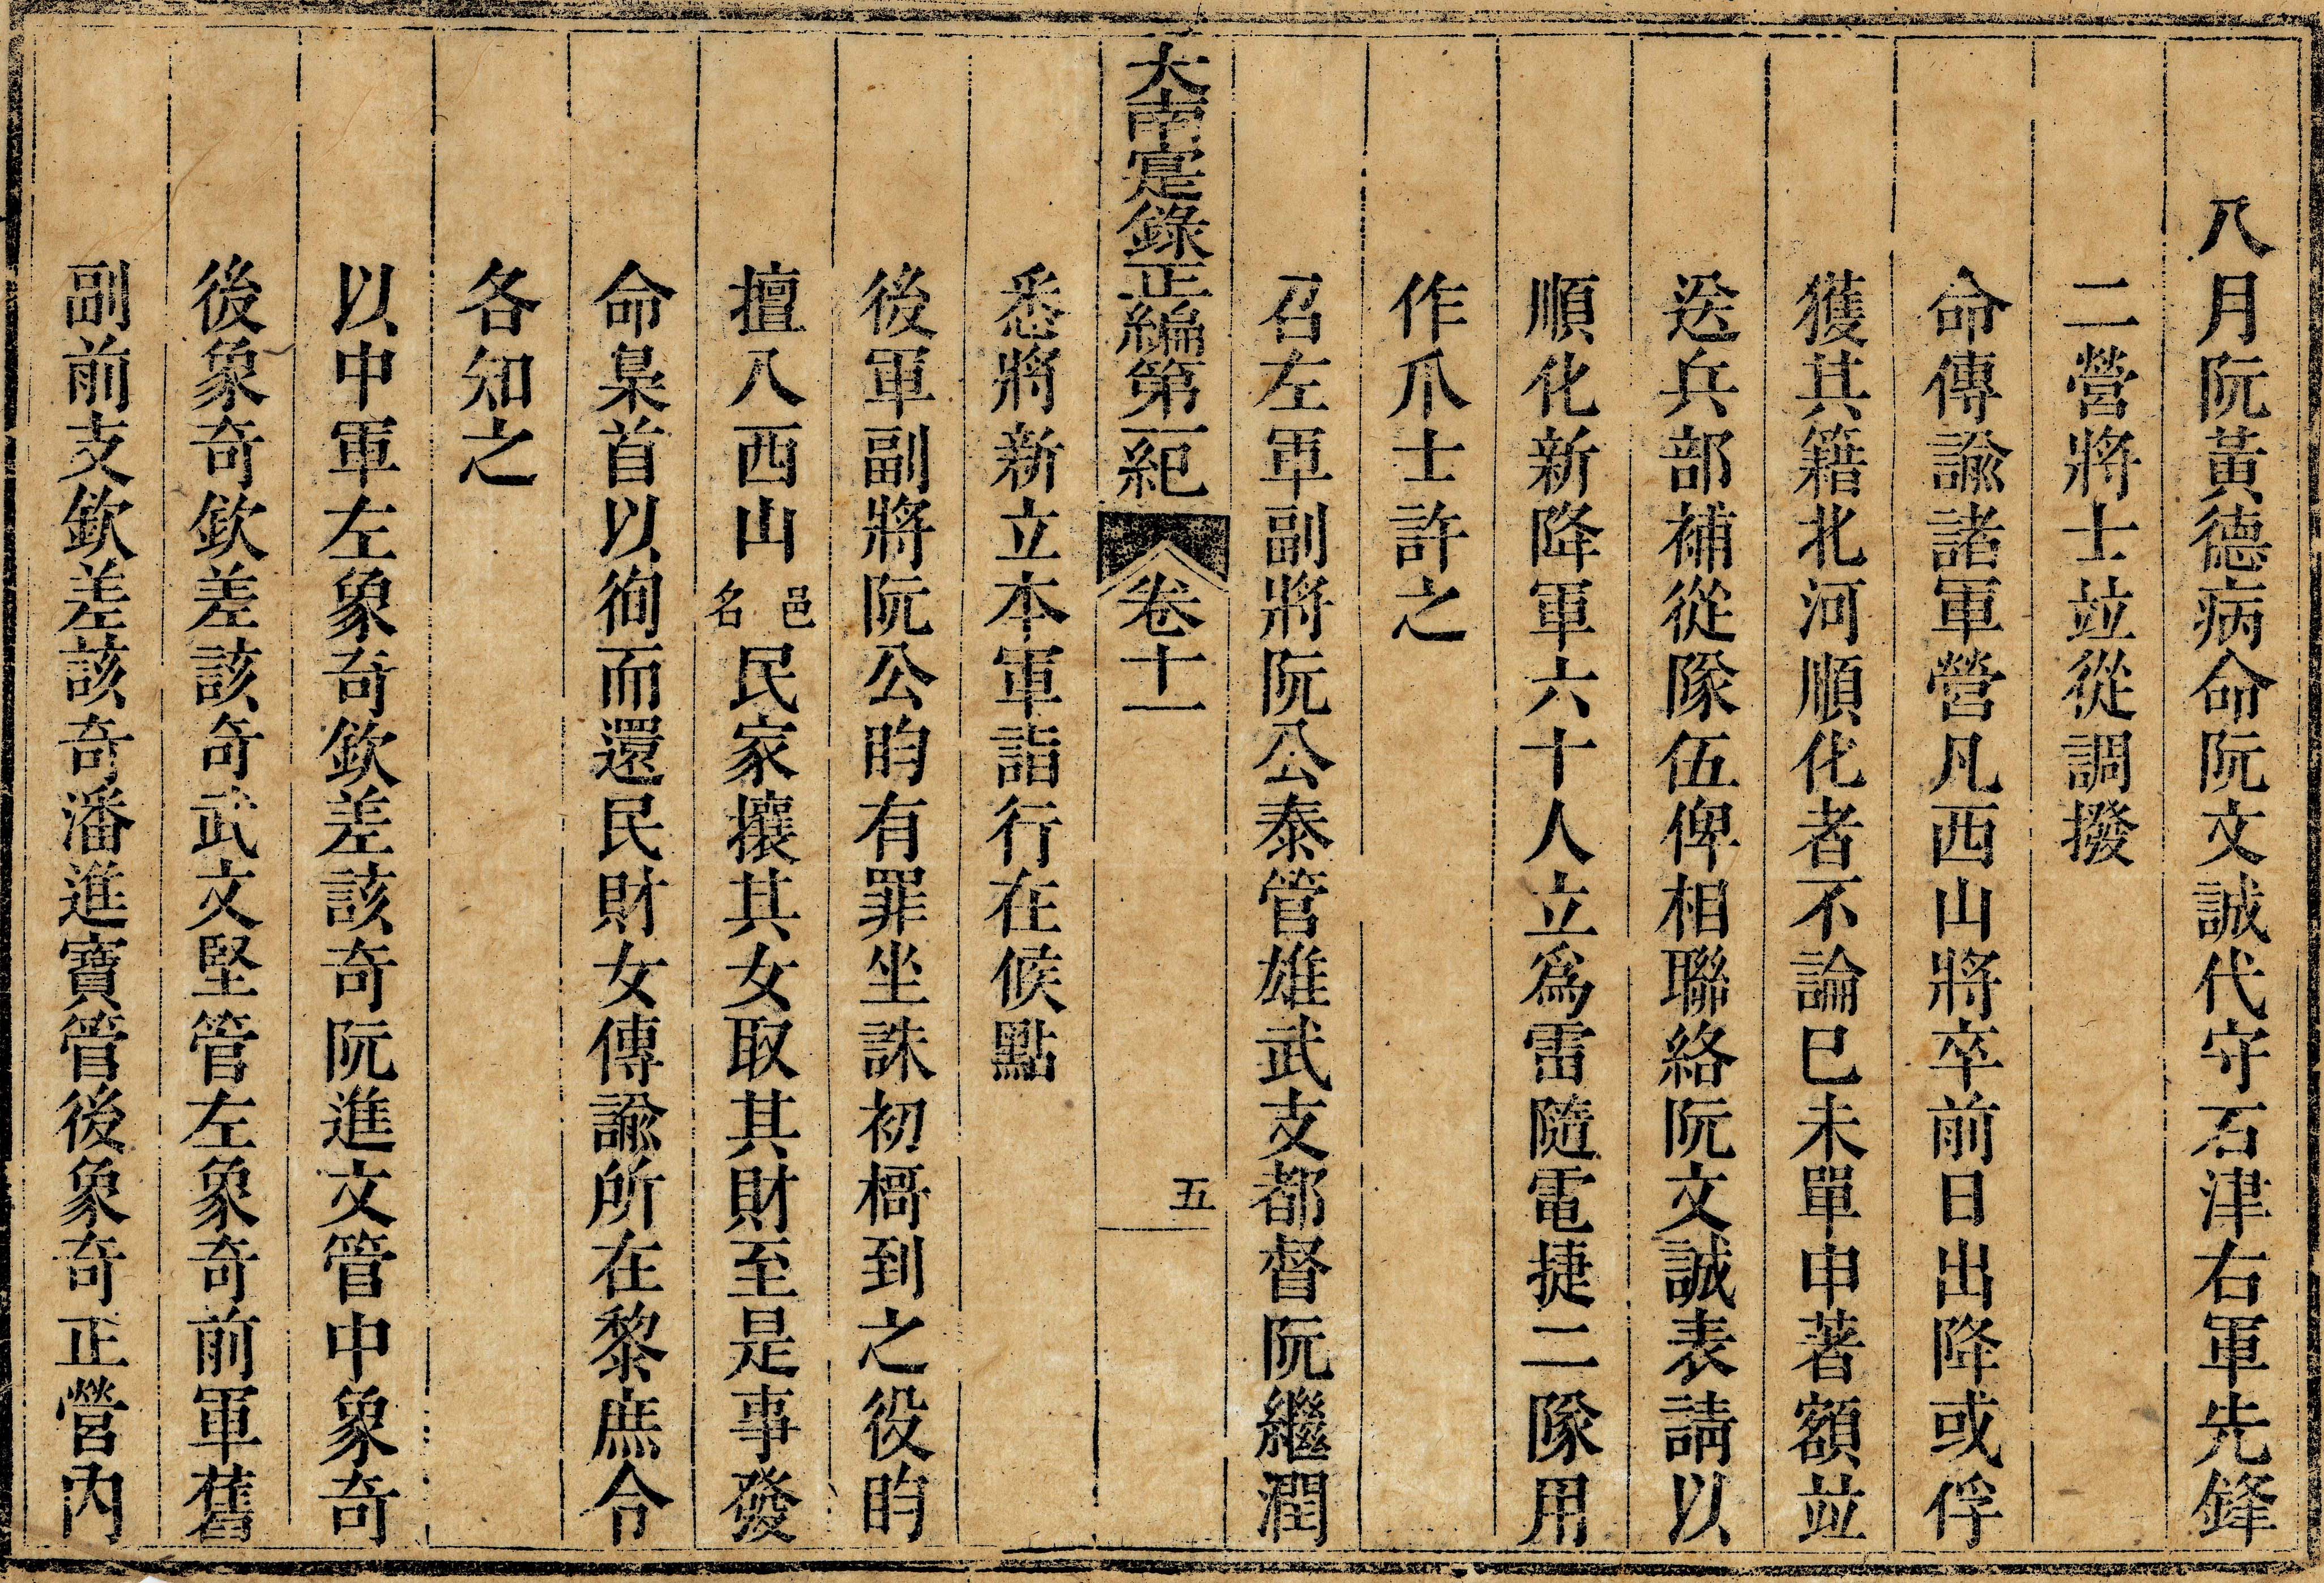 八月阮黃德病命阮文誠代守石津右軍先鋒
二營將士竝從調撥
命傳諭諸軍營凡西山將卒前日出降或俘
獲其籍北河順化者不論已未單申著額竝
送兵部補從隊伍俾相聯絡阮文誠表請以
順化新降軍六十人立爲雷隨電捷二隊用
作爪士許之
召左軍副將阮公泰管雄武支都督阮繼潤
大南寔錄正編第一紀 卷十一 五
悉將新立本軍詣行在候點
後軍副將阮公盷有罪坐誅初𣖖到之役盷
擅八西山邑名民家攘其女取其財至是事發
命梟首以徇而還民財女傳諭所在黎庶令
各知之
以中軍左象奇欽差該奇阮進文管中象奇
後象奇欽差該奇武文堅管左象奇前軍舊
副前支欽差該奇潘進寶管後象奇正營內